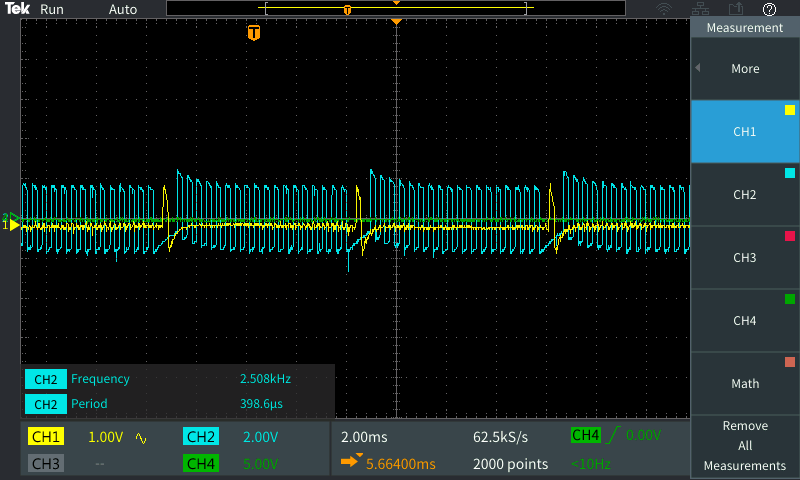 Tek Run Auto
T
?
T
Measurement
More
CH1
CH2
CH3
CH4
Math
Remove
All
Measurements
2
1
CH2 Frequency 2.508kHz
CH2 Period 398.6µs
CH1 1.00V CH2 2.00V 2.00ms 62.5kS/s CH4 0.00V
CH3 -- CH4 5.00V 5.66400ms 2000 points <10Hz